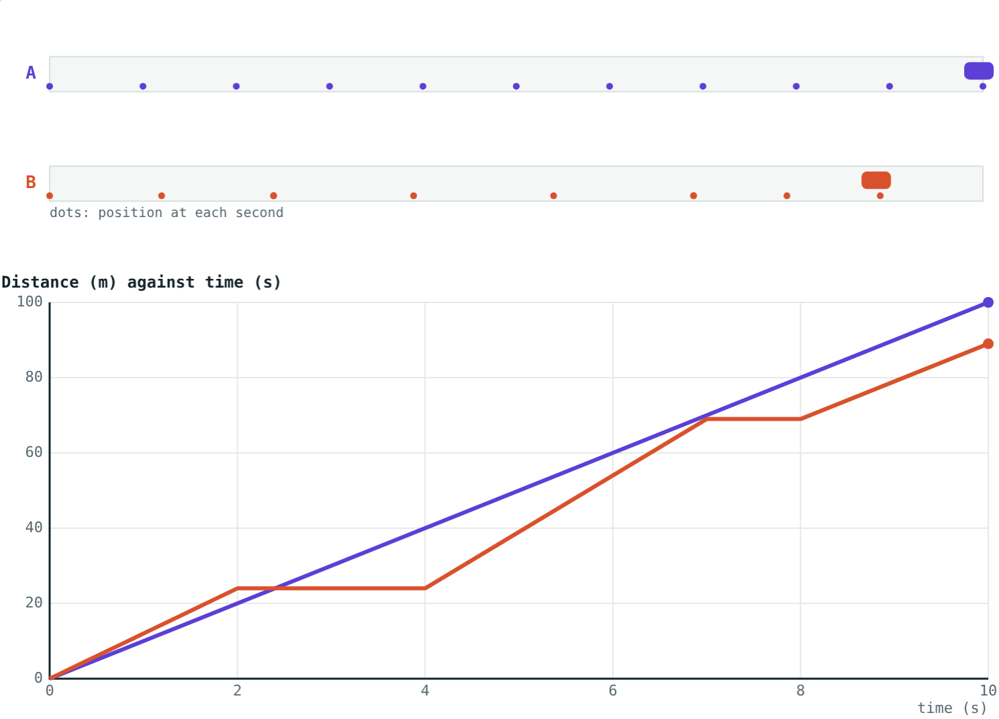 A
B
dots: position at each second
Distance (m) against time (s)
100
80
60
40
20
0
0 2 4 6 8 10
time (s)